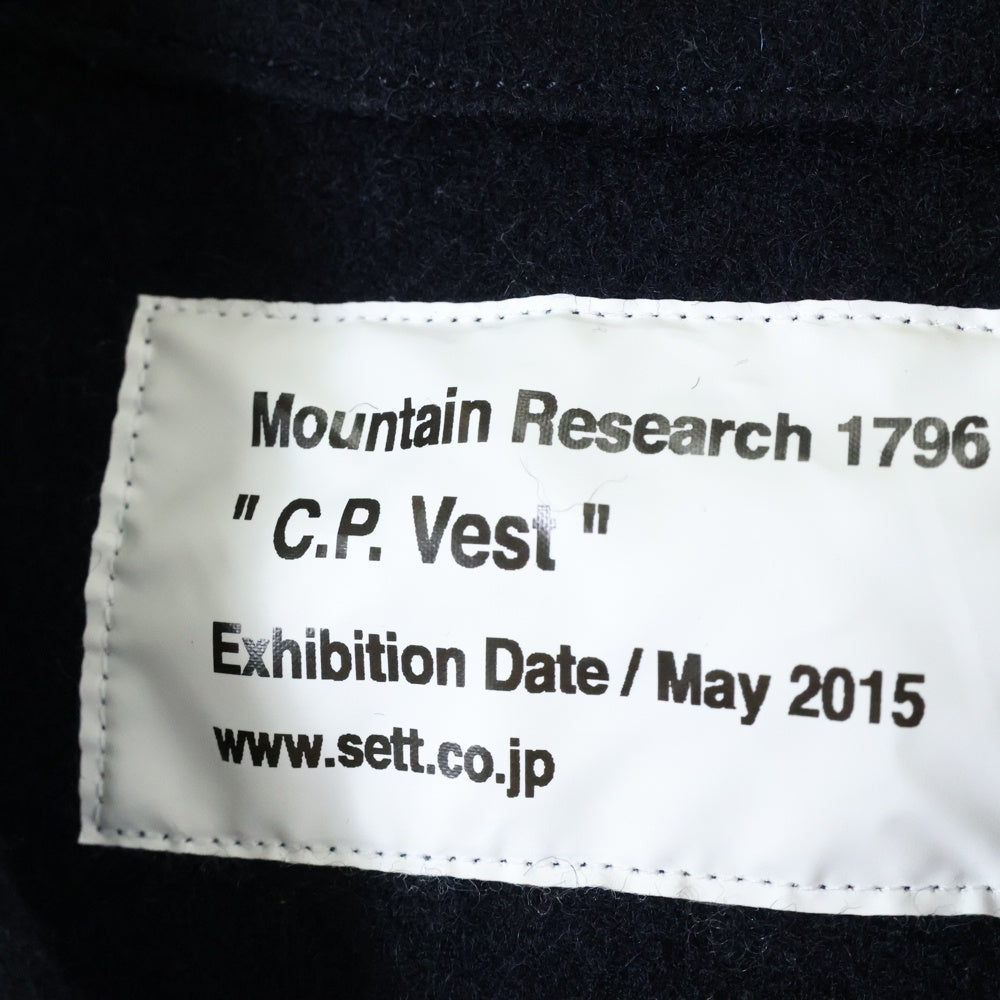 Mountain Research 1796
" C.P. Vest "
Exhibition Date / May 2015
www.sett.co.jp